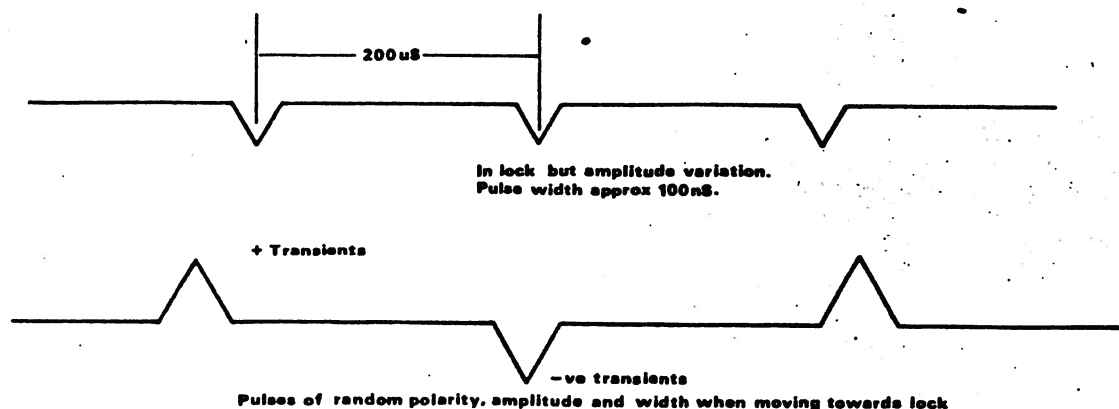 200uS
In lock but amplitude variation.
Pulse width approx 100nS.
+ Transients
-ve transients
Pulses of random polarity, amplitude and width when moving towards lock